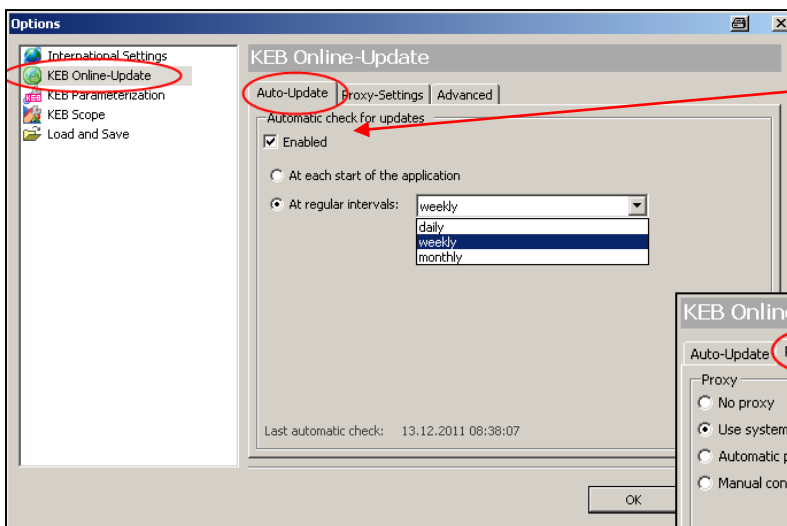 Options
International Settings
KEB Online-Update
KEB Parameterization
KEB Scope
Load and Save
KEB Online-Update
Auto-Update Proxy-Settings Advanced
Automatic check for updates
Enabled
At each start of the application
At regular intervals: weekly
daily
weekly
monthly
Last automatic check: 13.12.2011 08:38:07
OK
KEB Onlin
Auto-Update
Proxy
No proxy
Use system
Automatic p
Manual con